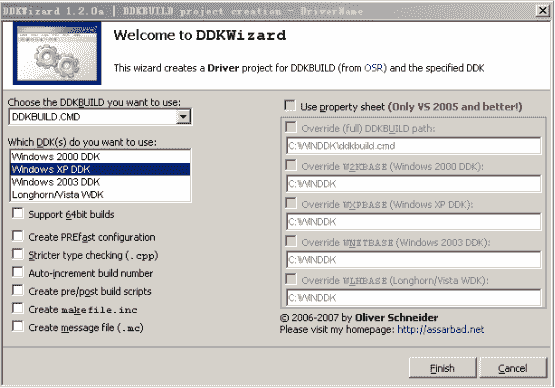 DDKWizard 1.2.0a | DDKBUILD project creation - DriverName
Welcome to DDKWizard
This wizard creates a Driver project for DDKBUILD (from OSR) and the specified DDK
Choose the DDKBUILD you want to use:
DDKBUILD.CMD
Which DDK(s) do you want to use:
Windows 2000 DDK
Windows XP DDK
Windows 2003 DDK
Longhorn/Vista WDK
Support 64bit builds
Create PREfast configuration
Stricter type checking (.cpp)
Auto-increment build number
Create pre/post build scripts
Create makefile.inc
Create message file (.mc)
Use property sheet (Only VS 2005 and better!)
Override (full) DDKBUILD path:
C:\WINDDK\ddkbuild.cmd
Override W2KBASE (Windows 2000 DDK):
C:\WINDDK
Override WXPBASE (Windows XP DDK):
C:\WINDDK
Override WNETBASE (Windows 2003 DDK):
C:\WINDDK
Override WLHBASE (Longhorn/Vista WDK):
C:\WINDDK
© 2006-2007 by Oliver Schneider
Please visit my homepage: http://assarbad.net
Finish
Cancel